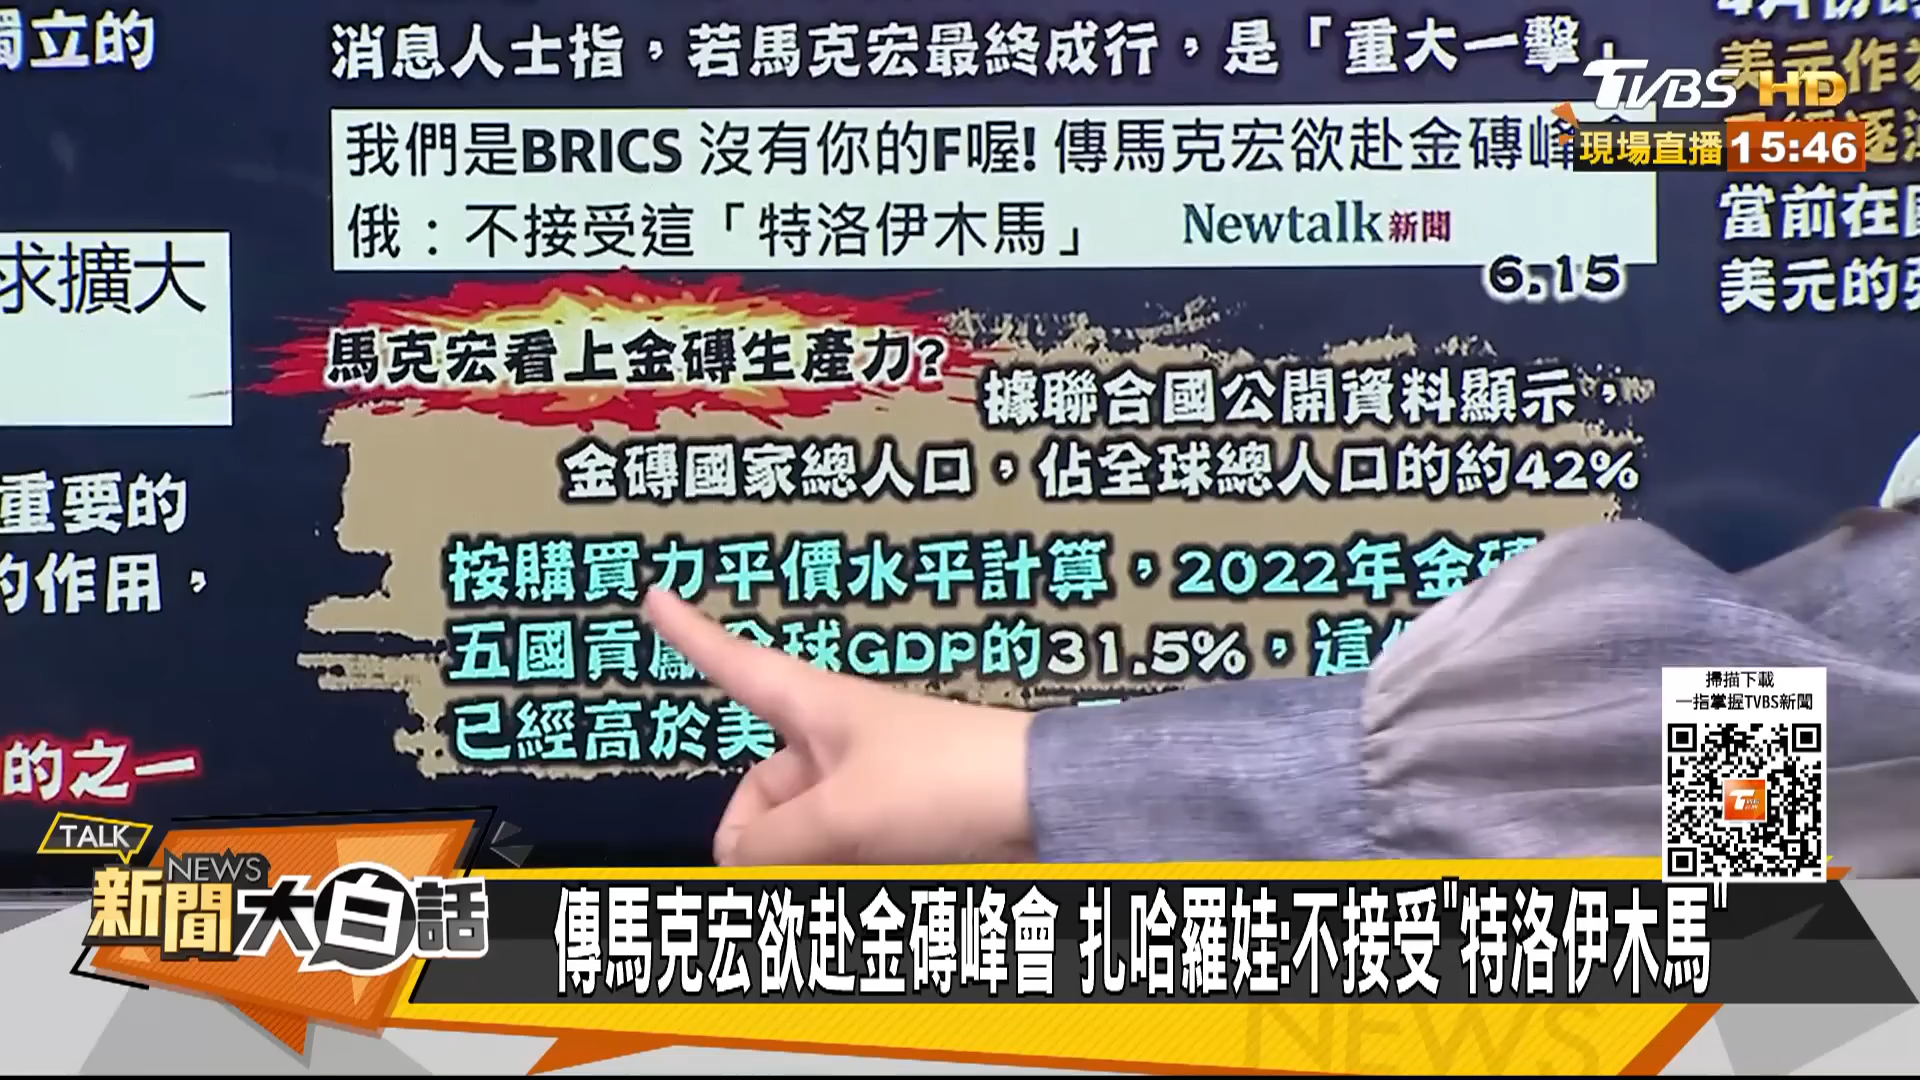 獨立的
消息人士指，若馬克宏最終成行，是「重大一擊」
我們是BRICS 沒有你的F喔! 傳馬克宏欲赴金磚峰
俄：不接受這「特洛伊木馬」
Newtalk新聞
6.15
求擴大
馬克宏看上金磚生產力?
據聯合國公開資料顯示，
金磚國家總人口，佔全球總人口的約42%
按購買力平價水平計算，2022年金磚
五國貢獻全球GDP的31.5%，這
已經高於美
重要的
的作用，
的之一
美元作為
當前在
美元的
TVBS HD
現場直播 15:46
掃描下載
一指掌握TVBS新聞
TALK
NEWS
新聞大白話
傳馬克宏欲赴金磚峰會 扎哈羅娃:不接受"特洛伊木馬"
NEWS